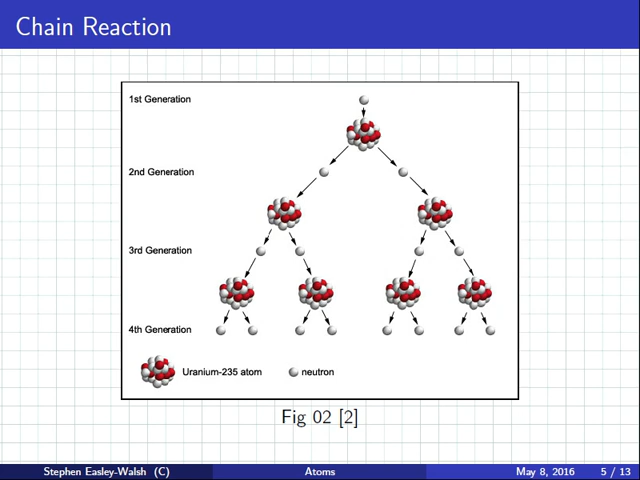 Chain Reaction
1st Generation
2nd Generation
3rd Generation
4th Generation
Uranium-235 atom neutron
Fig 02 [2]
Stephen Easley-Walsh (C) Atoms May 8, 2016 5 / 13